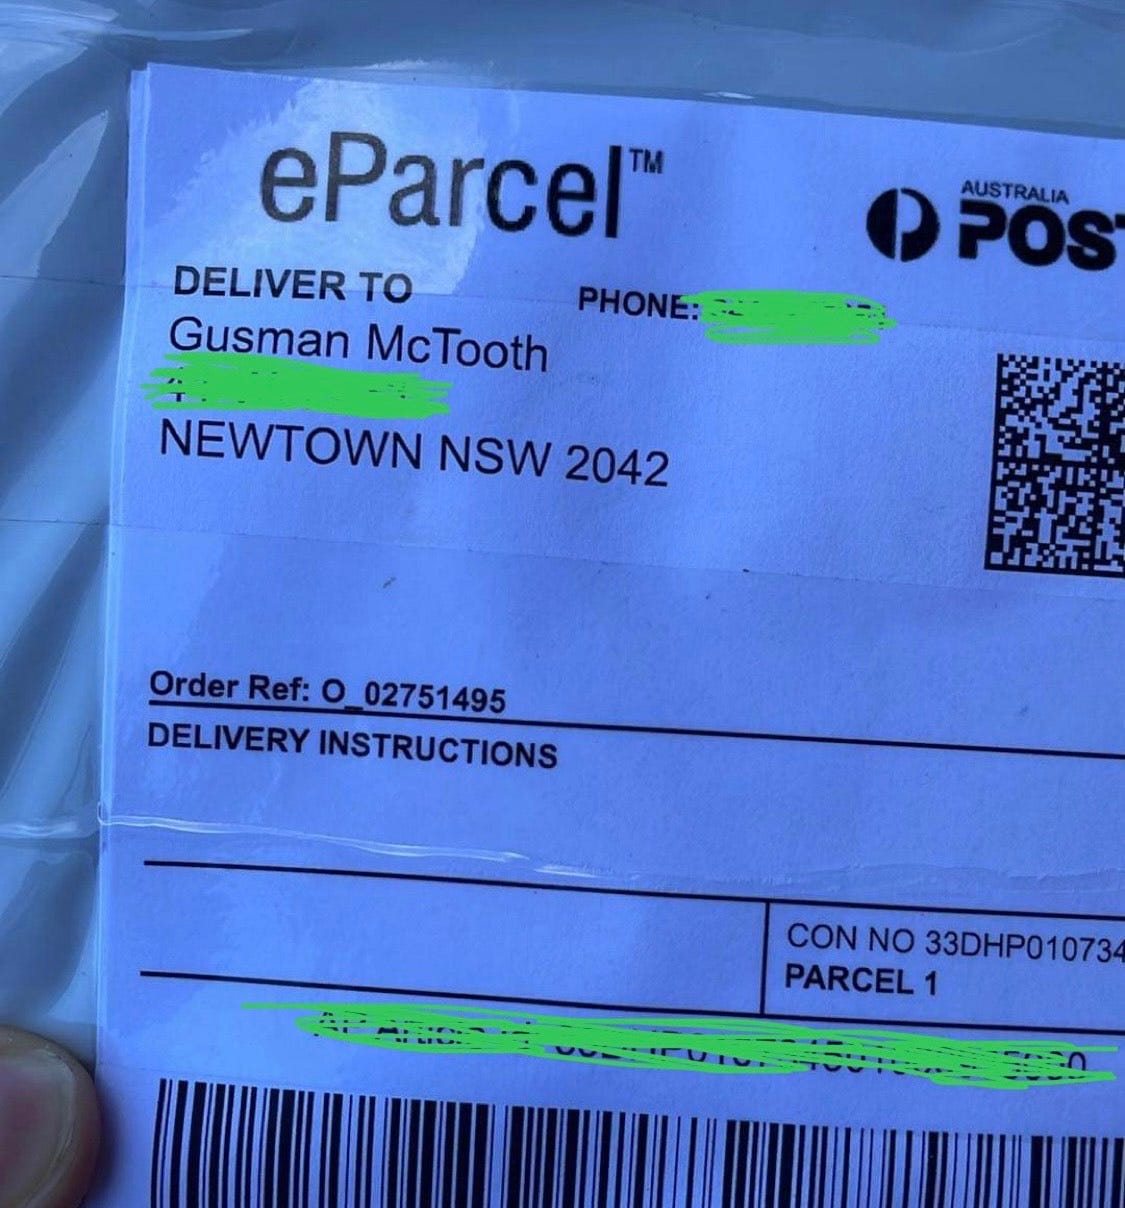 eParcel™
AUSTRALIA
POST
DELIVER TO
PHONE:
Gusman McTooth
NEWTOWN NSW 2042
Order Ref: O_02751495
DELIVERY INSTRUCTIONS
CON NO 33DHP010734
PARCEL 1